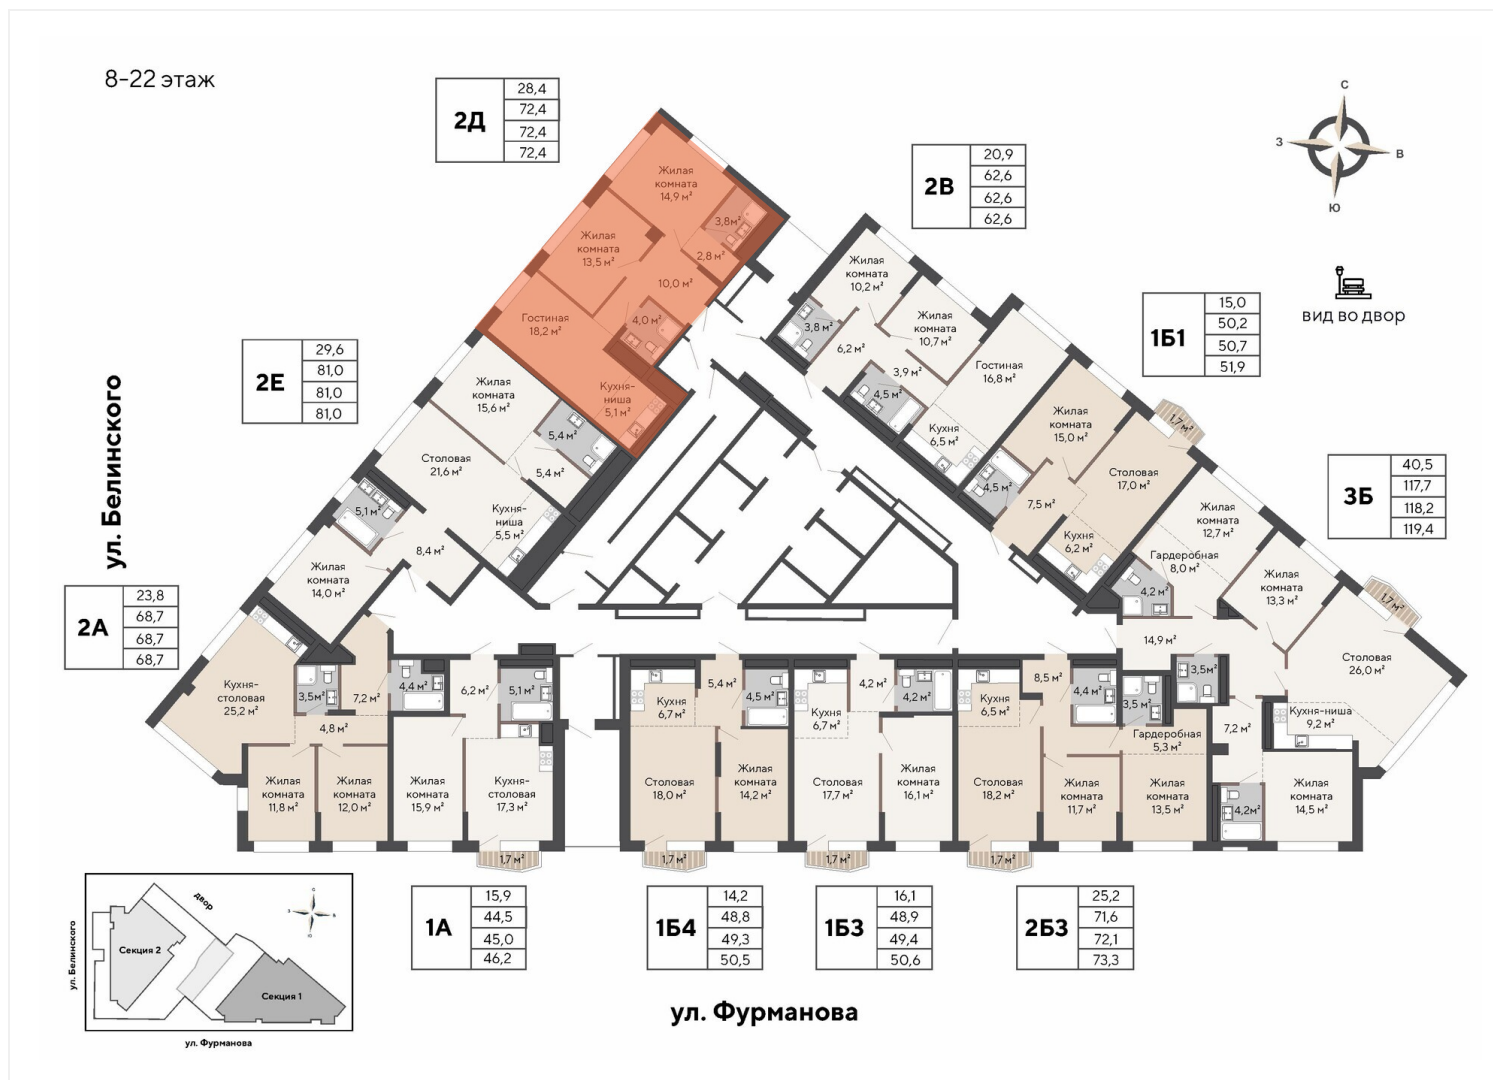 8-22 этаж
2Д
28,4
72,4
72,4
72,4
2В
20,9
62,6
62,6
62,6
С
З
В
Ю
вид во двор
2Е
29,6
81,0
81,0
81,0
1Б1
15,0
50,2
50,7
51,9
3Б
40,5
117,7
118,2
119,4
2А
23,8
68,7
68,7
68,7
ул. Белинского
Жилая
комната
14,9 м²
3,8м²
2,8 м²
Жилая
комната
13,5 м²
10,0 м²
Гостиная
18,2 м²
4,0 м²
Кухня-
ниша
5,1 м²
Жилая
комната
15,6 м²
5,4 м²
5,4 м²
Столовая
21,6 м²
Кухня-
ниша
5,5 м²
5,1 м²
8,4 м²
Жилая
комната
14,0 м²
Жилая
комната
10,2 м²
3,8 м²
6,2 м²
Жилая
комната
10,7 м²
3,9 м²
4,5 м²
Гостиная
16,8 м²
Кухня
6,5 м²
Жилая
комната
15,0 м²
1,7 м²
Столовая
17,0 м²
4,5 м²
7,5 м²
Кухня
6,2 м²
Жилая
комната
12,7 м²
Гардеробная
8,0 м²
4,2 м²
Жилая
комната
13,3 м²
1,7 м²
14,9 м²
3,5м²
Столовая
26,0 м²
Кухня-ниша
9,2 м²
7,2 м²
4,2м²
Жилая
комната
14,5 м²
Кухня-
столовая
25,2 м²
3,5м²
7,2 м²
4,4 м²
4,8 м²
Жилая
комната
11,8 м²
Жилая
комната
12,0 м²
6,2 м²
5,1 м²
Жилая
комната
15,9 м²
Кухня-
столовая
17,3 м²
1,7 м²
5,4 м²
Кухня
6,7 м²
4,5 м²
Столовая
18,0 м²
Жилая
комната
14,2 м²
1,7 м²
4,2 м²
4,2 м²
Кухня
6,7 м²
Столовая
17,7 м²
Жилая
комната
16,1 м²
1,7 м²
8,5 м²
Кухня
6,5 м²
4,4 м²
3,5 м²
Гардеробная
5,3 м²
Столовая
18,2 м²
Жилая
комната
11,7 м²
Жилая
комната
13,5 м²
1,7 м²
1А
15,9
44,5
45,0
46,2
1Б4
14,2
48,8
49,3
50,5
1Б3
16,1
48,9
49,4
50,6
2Б3
25,2
71,6
72,1
73,3
ул. Фурманова
двор
ул. Белинского
Секция 2
Секция 1
ул. Фурманова